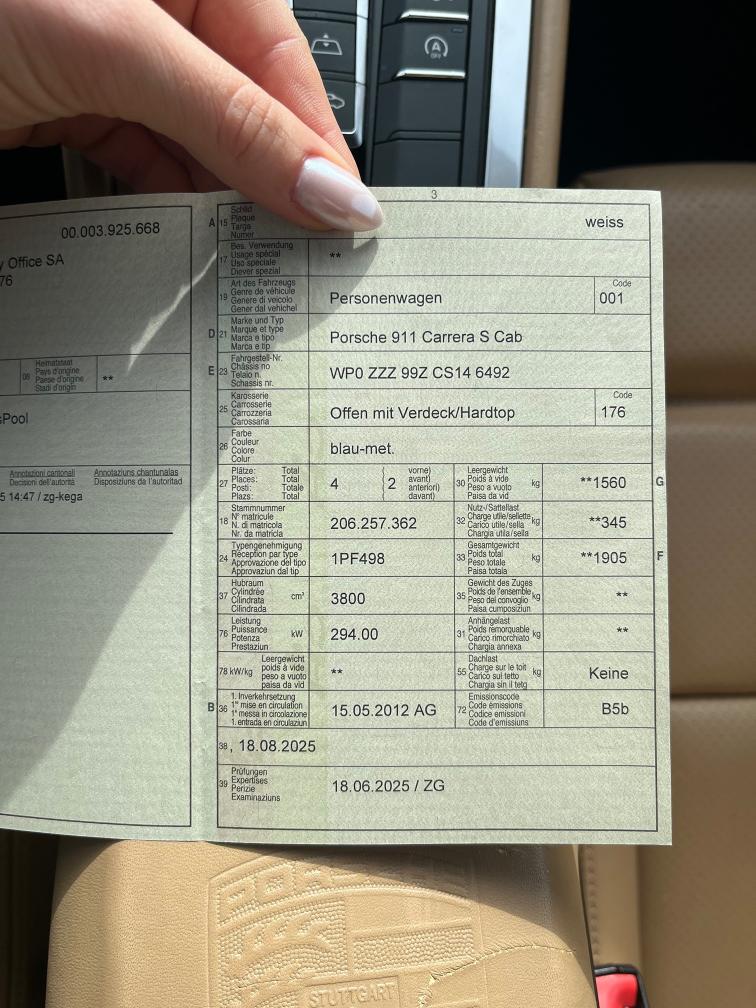 3
00.003.925.668
y Office SA
76
08 Heimatstaat
Pays d'origine
Paese d'origine
Stadi d'origin
**
sPool
Annotazioni cantonali
Decisioni dell'autorità
Annotaziuns chantunalas
Disposiziuns da l'autoritad
5 14:47 / zg-kega
A 15 Schild
Plaque
Targa
Numer
weiss
17 Bes. Verwendung
Usage spécial
Uso speciale
Diever spezial
**
19 Art des Fahrzeugs
Genre de véhicule
Genere di veicolo
Gener dal vehichel
Personenwagen
Code
001
D 21 Marke und Typ
Marque et type
Marca e tipo
Marca e tip
Porsche 911 Carrera S Cab
E 23 Fahrgestell-Nr.
Châssis no
Telaio n.
Schassis nr.
WP0 ZZZ 99Z CS14 6492
25 Karosserie
Carrosserie
Carrozzeria
Carossaria
Offen mit Verdeck/Hardtop
Code
176
26 Farbe
Couleur
Colore
Colur
blau-met.
27 Plätze: Total
Places: Total
Posti: Totale
Plazs: Total
4
2
vorne)
avant)
anteriori)
davant)
30 Leergewicht
Poids à vide
Peso a vuoto
Paisa da vid
kg
**1560
G
18 Stammnummer
N° matricule
N. di matricola
Nr. da matricla
206.257.362
32 Nutz-/Sattellast
Charge utile/sellette
Carico utile/sella
Chargia utila/sella
kg
**345
24 Typengenehmigung
Réception par type
Approvazione del tipo
Approvaziun dal tip
1PF498
33 Gesamtgewicht
Poids total
Peso totale
Paisa totala
kg
**1905
F
37 Hubraum
Cylindrée
Cilindrata
Cilindrada
cm³
3800
35 Gewicht des Zuges
Poids de l'ensemble
Peso del convoglio
Paisa cumposiziun
kg
**
76 Leistung
Puissance
Potenza
Prestaziun
kW
294.00
31 Anhängelast
Poids remorquable
Carico rimorchiato
Chargia annexa
kg
**
78 kW/kg
Leergewicht
poids à vide
peso a vuoto
paisa da vid
**
55 Dachlast
Charge sur le toit
Carico sul tetto
Chargia sin il tetg
kg
Keine
B 36 1. Inverkehrsetzung
1re mise en circulation
1a messa in circolazione
1. entrada en circulaziun
15.05.2012 AG
72 Emissionscode
Code émissions
Codice emissioni
Code d'emissiuns
B5b
38, 18.08.2025
39 Prüfungen
Expertises
Perizie
Examinaziuns
18.06.2025 / ZG
A
OFF
STUTTGART